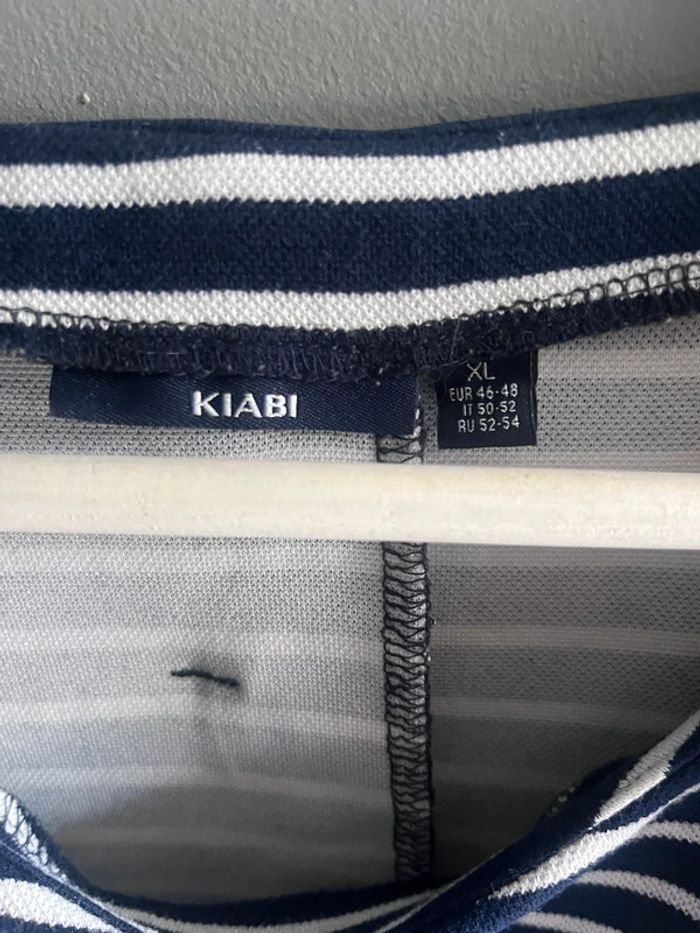 KIABI
XL
EUR 46-48
IT 50-52
RU 52-54